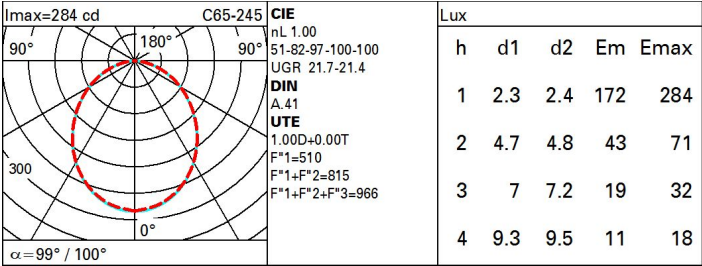 Imax=284 cd C65-245
90° 180° 90°
300
0°
α=99° / 100°
CIE
nL 1.00
51-82-97-100-100
UGR 21.7-21.4
DIN
A.41
UTE
1.00D+0.00T
F"1=510
F"1+F"2=815
F"1+F"2+F"3=966
Lux
h d1 d2 Em Emax
1 2.3 2.4 172 284
2 4.7 4.8 43 71
3 7 7.2 19 32
4 9.3 9.5 11 18